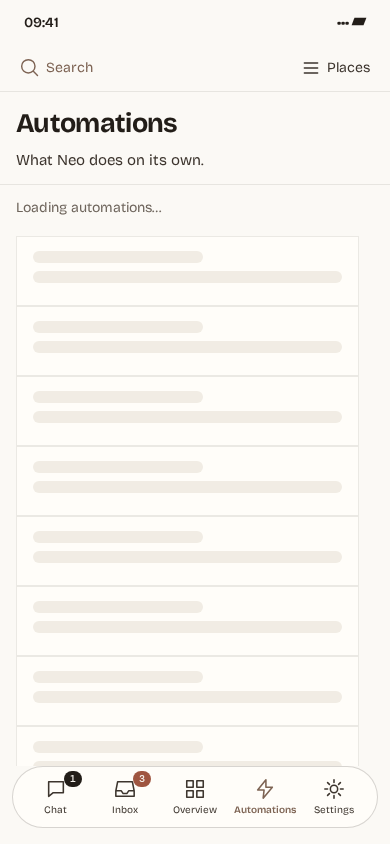 09:41
Search
Places
Automations
What Neo does on its own.
Loading automations...
1
3
Chat
Inbox
Overview
Automations
Settings